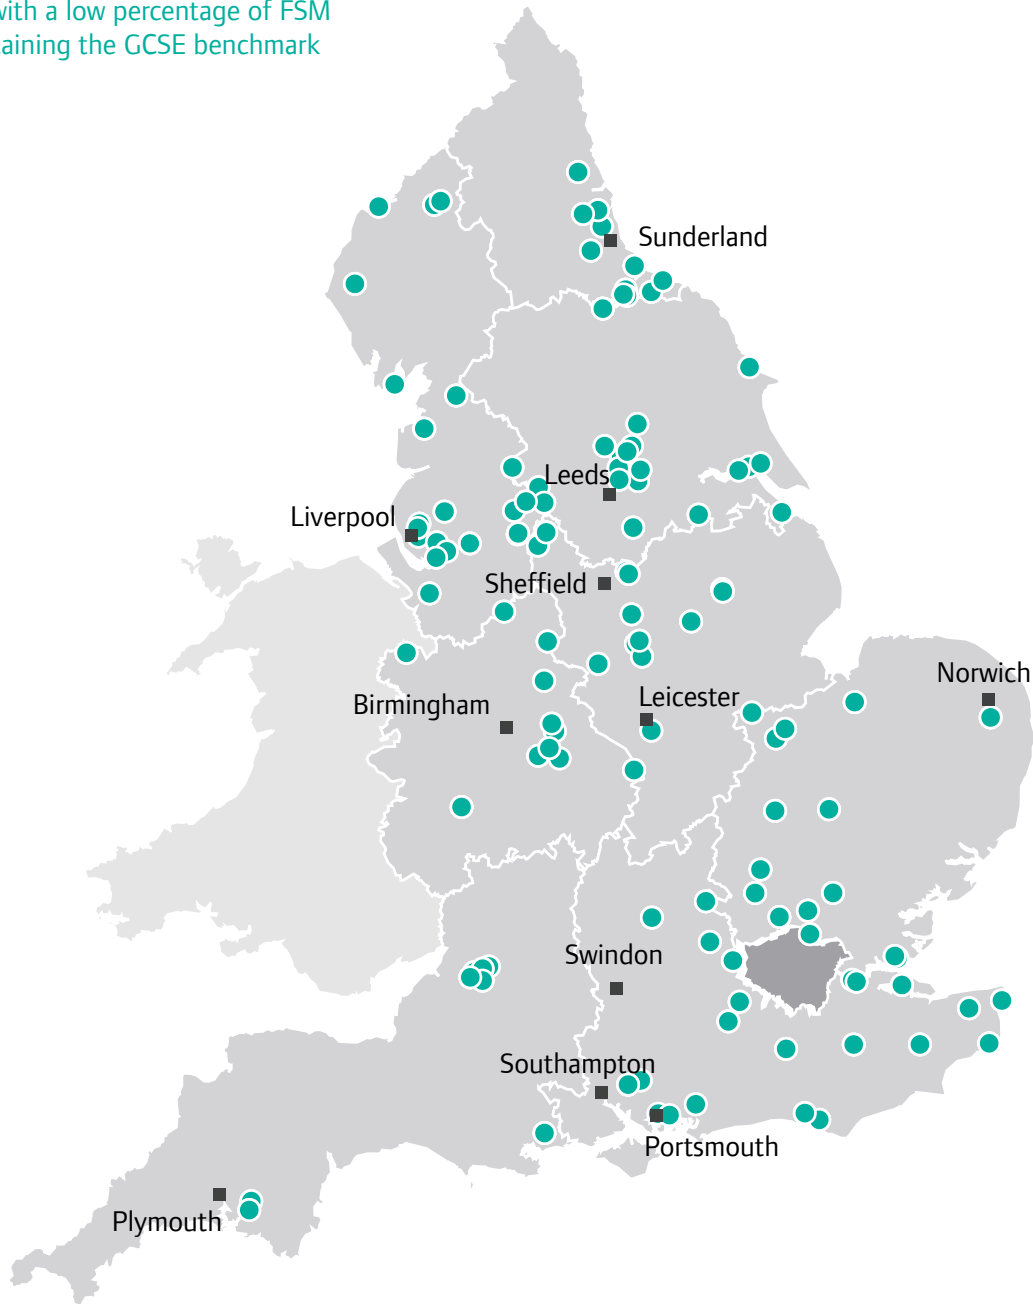 with a low percentage of FSM
taining the GCSE benchmark
Sunderland
Leeds
Liverpool
Sheffield
Norwich
Leicester
Birmingham
Swindon
Southampton
Portsmouth
Plymouth